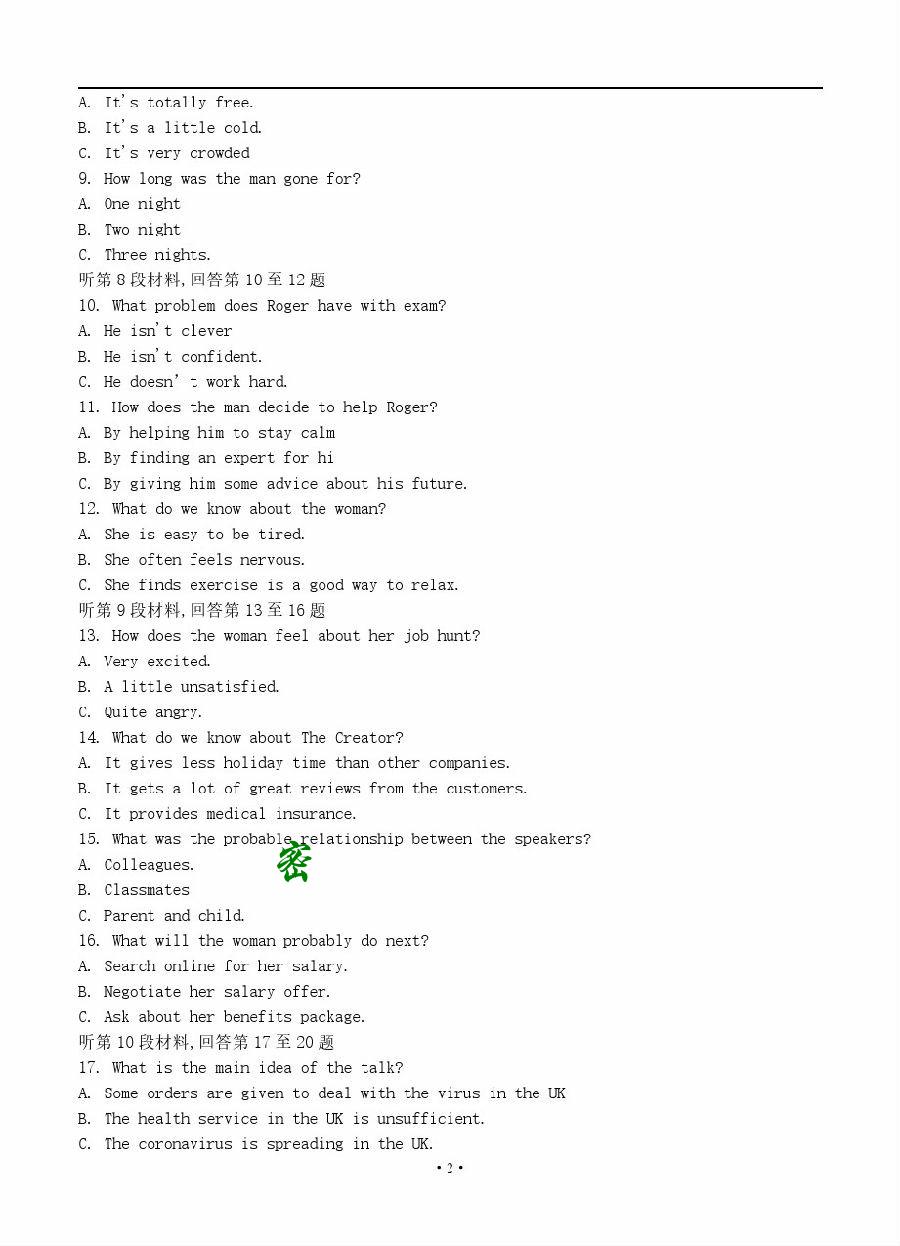 A. It's totally free.
B. It's a little cold.
C. It's very crowded
9. How long was the man gone for?
A. One night
B. Two night
C. Three nights.
听第 8 段材料,回答第 10 至 12 题
10. What problem does Roger have with exam?
A. He isn't clever
B. He isn't confident.
C. He doesn’t work hard.
11. How does the man decide to help Roger?
A. By helping him to stay calm
B. By finding an expert for hi
C. By giving him some advice about his future.
12. What do we know about the woman?
A. She is easy to be tired.
B. She often feels nervous.
C. She finds exercise is a good way to relax.
听第 9 段材料,回答第 13 至 16 题
13. How does the woman feel about her job hunt?
A. Very excited.
B. A little unsatisfied.
C. Quite angry.
14. What do we know about The Creator?
A. It gives less holiday time than other companies.
B. It gets a lot of great reviews from the customers.
C. It provides medical insurance.
15. What was the probable relationship between the speakers?
A. Colleagues.
密
B. Classmates
C. Parent and child.
16. What will the woman probably do next?
A. Search online for her salary.
B. Negotiate her salary offer.
C. Ask about her benefits package.
听第 10 段材料,回答第 17 至 20 题
17. What is the main idea of the talk?
A. Some orders are given to deal with the virus in the UK
B. The health service in the UK is unsufficient.
C. The coronavirus is spreading in the UK.
·2·